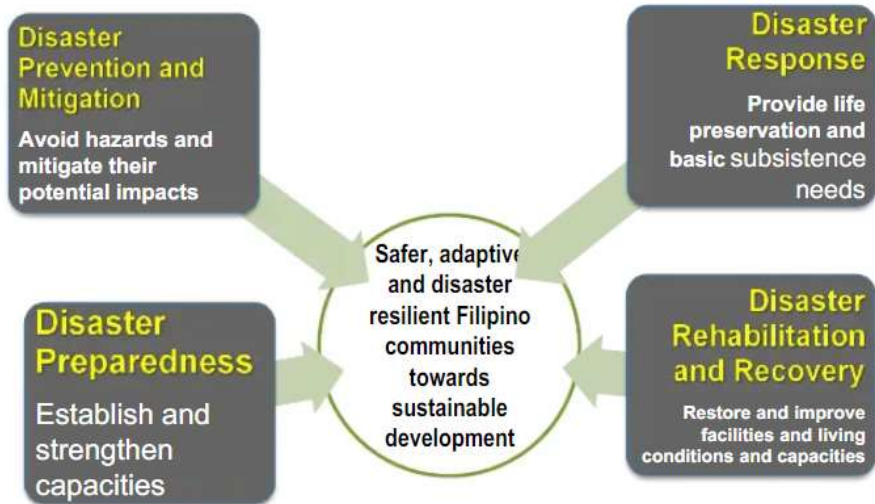 Disaster
Prevention and
Mitigation
Avoid hazards and
mitigate their
potential impacts
Disaster
Response
Provide life
preservation and
basic subsistence
needs
Safer, adaptive
and disaster
resilient Filipino
communities
towards
sustainable
development
Disaster
Preparedness
Establish and
strengthen
capacities
Disaster
Rehabilitation
and Recovery
Restore and improve
facilities and living
conditions and capacities